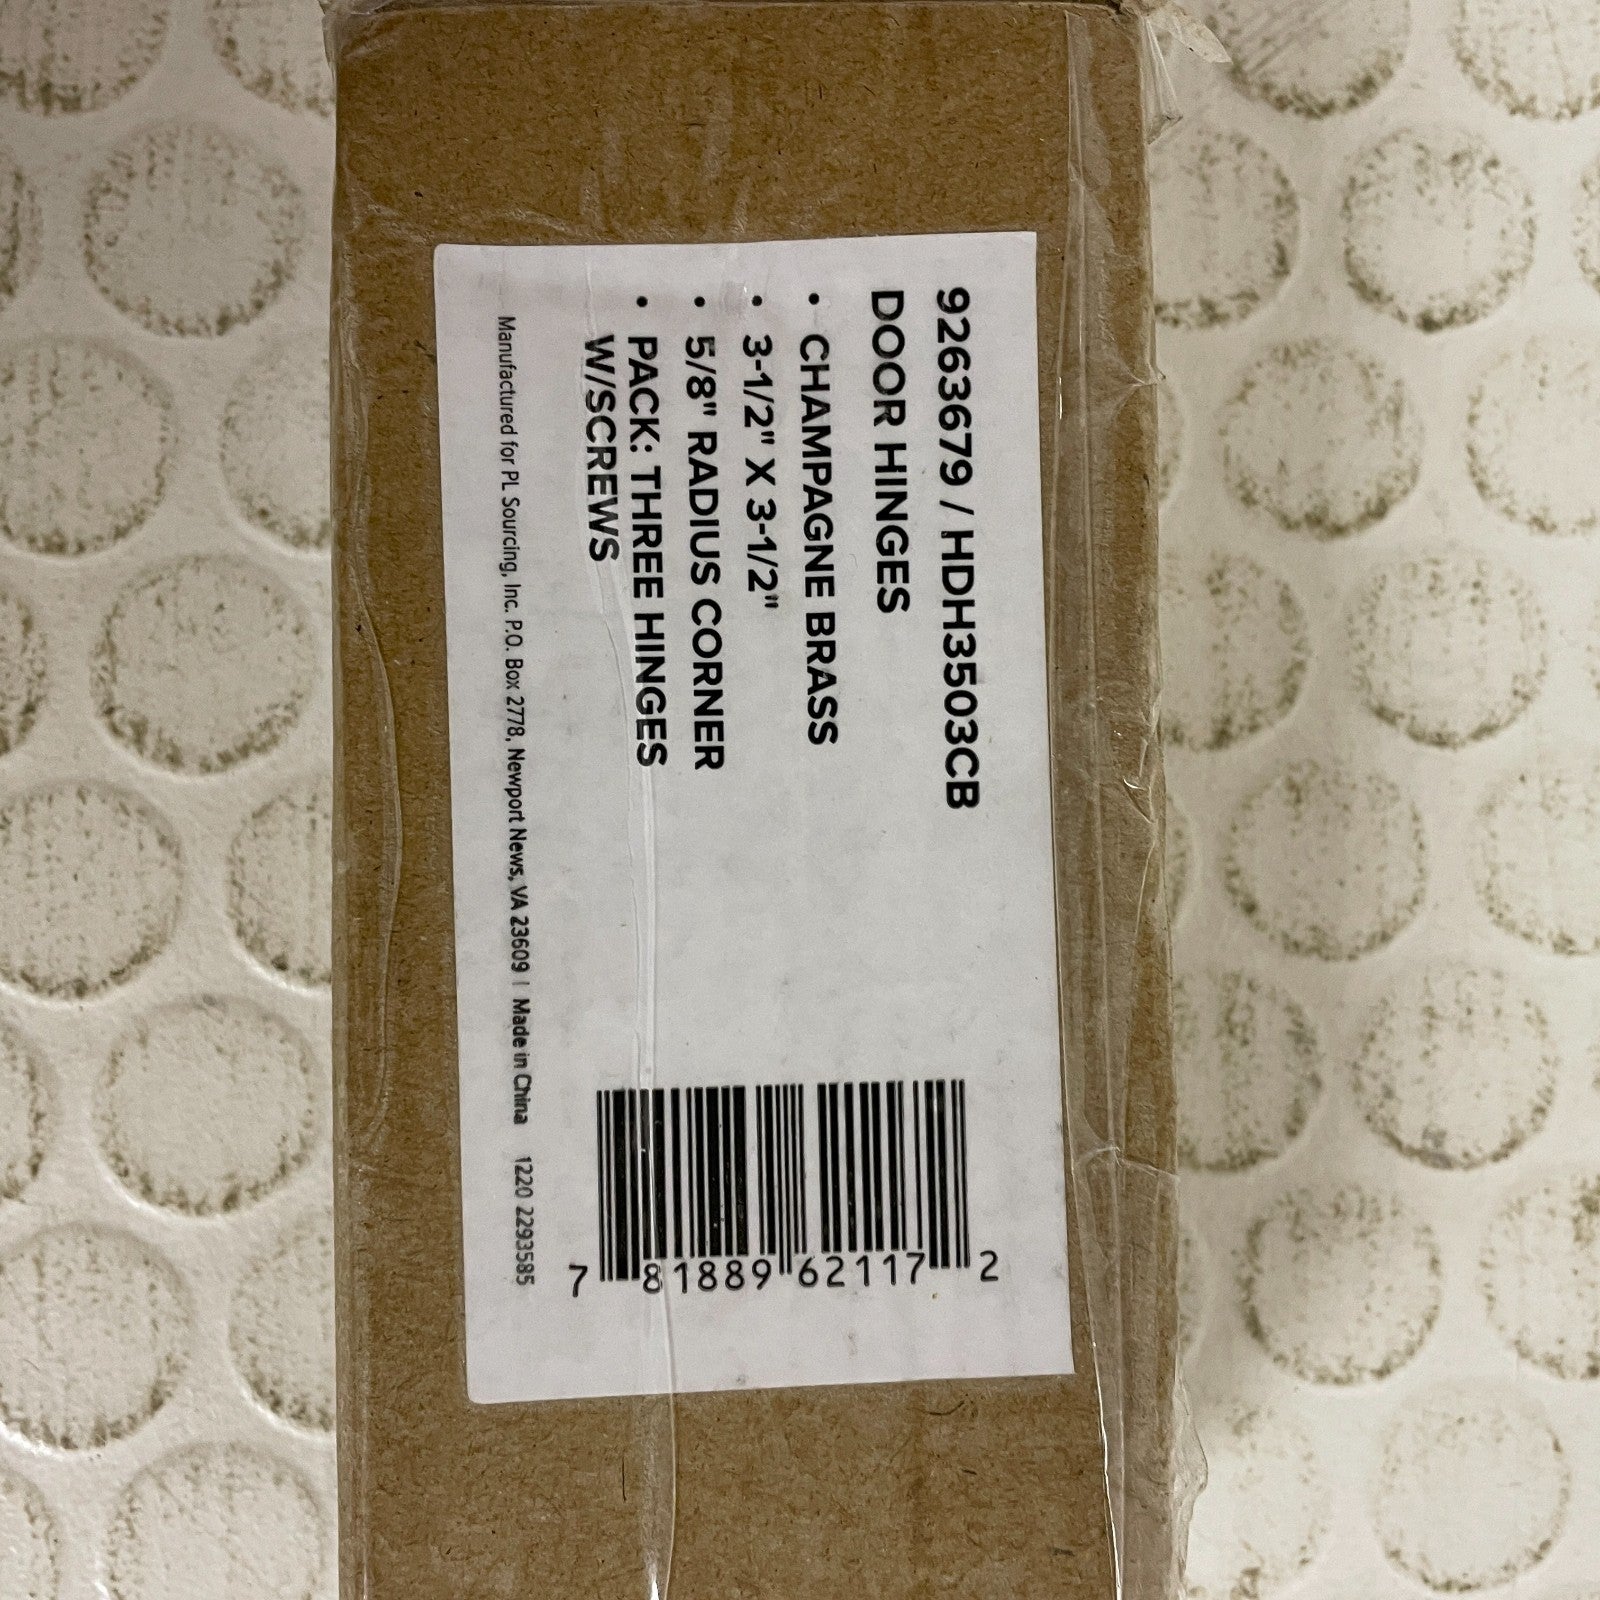 9263679 / HDH3503CB
DOOR HINGES
• CHAMPAGNE BRASS
• 3-1/2" X 3-1/2"
• 5/8" RADIUS CORNER
• PACK: THREE HINGES
W/SCREWS
Manufactured for PL Sourcing, Inc. P.O. Box 2778, Newport News, VA 23609 | Made in China 1220 2293585
7 81889 62117 2